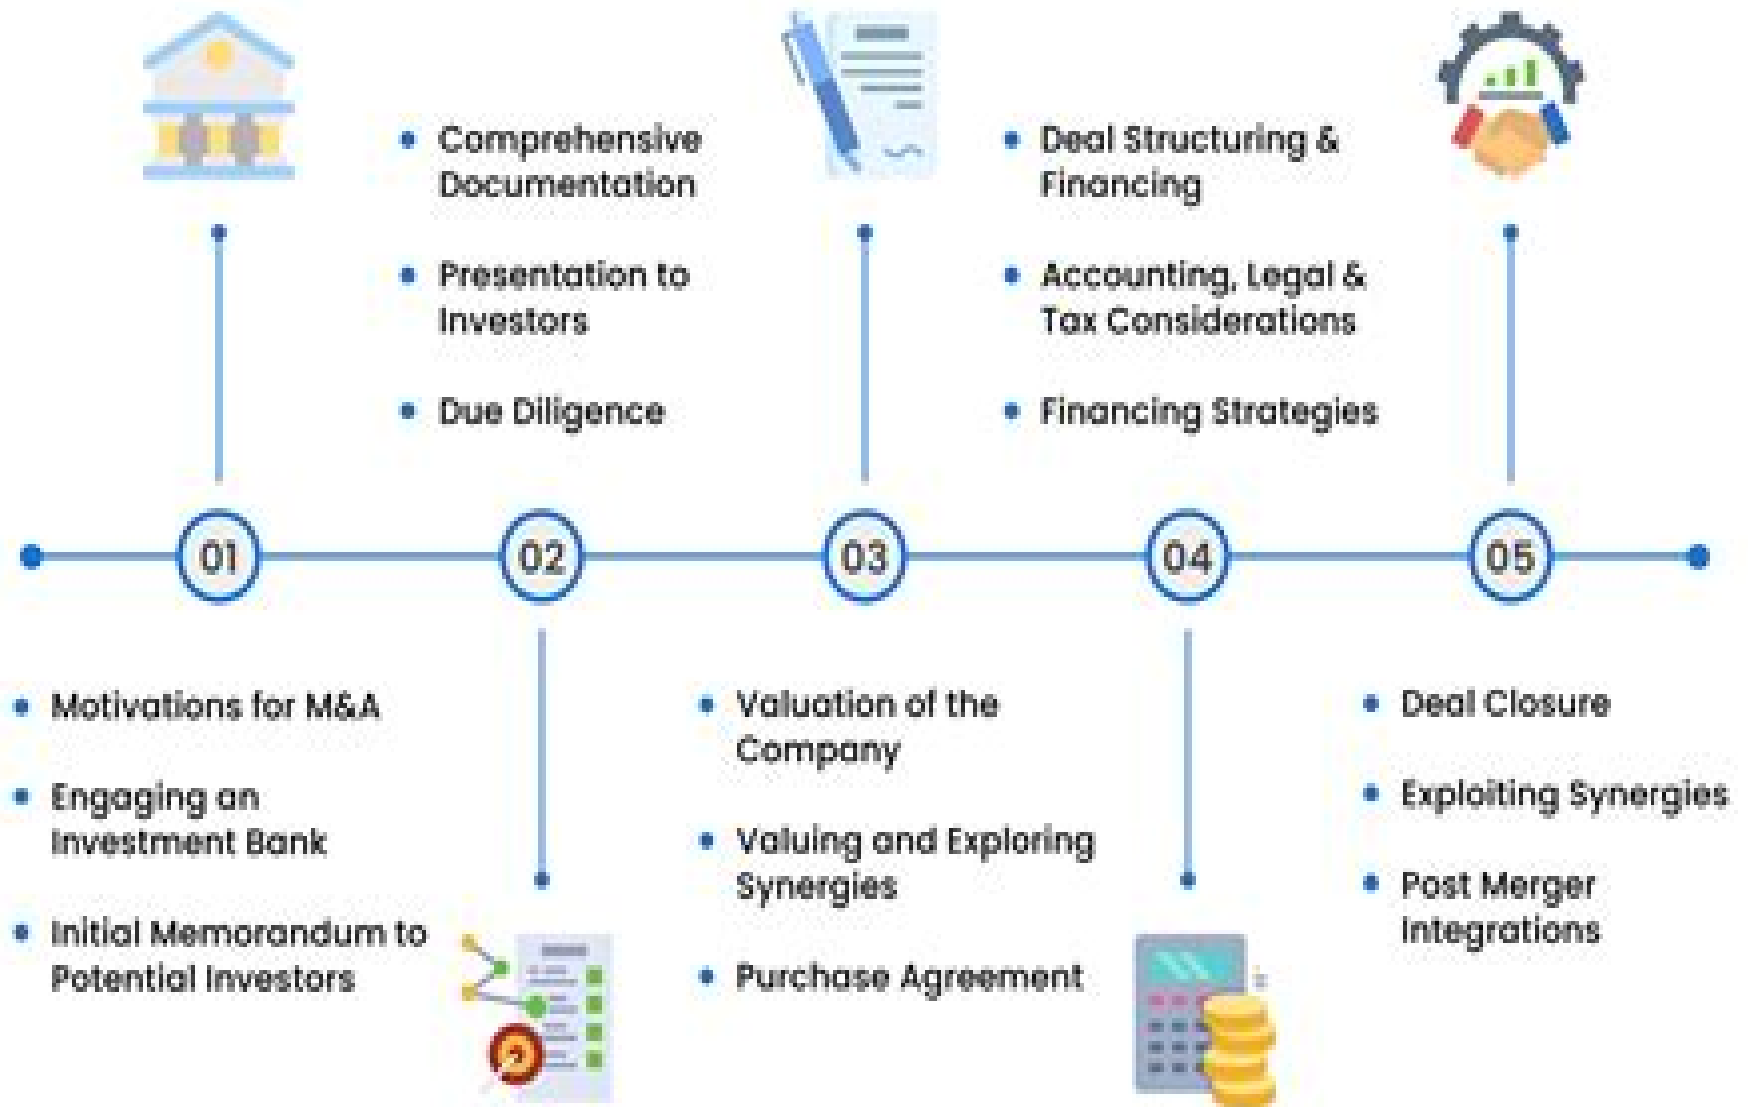 Comprehensive
Documentation
Presentation to
Investors
Due Diligence
Deal Structuring &
Financing
Accounting, Legal &
Tax Considerations
Financing Strategies
01
02
03
04
05
Motivations for M&A
Engaging an
Investment Bank
Initial Memorandum to
Potential Investors
Valuation of the
Company
Valuing and Exploring
Synergies
Purchase Agreement
Deal Closure
Exploiting Synergies
Post Merger
Integrations